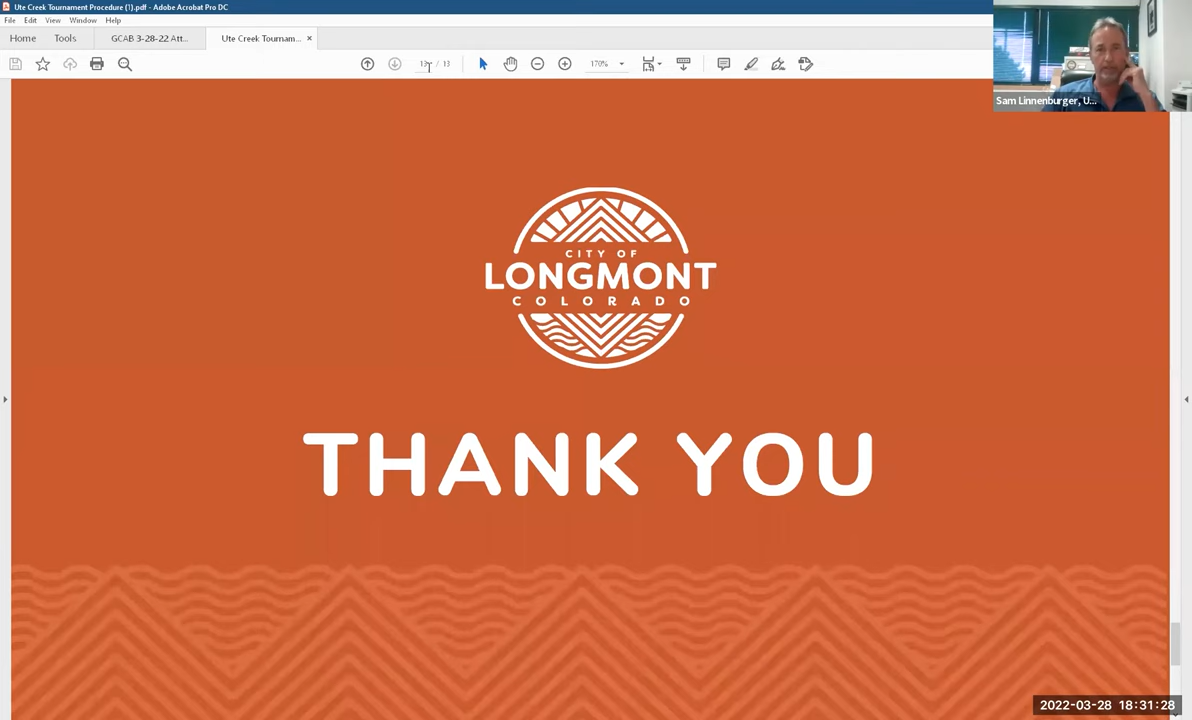 Ute Creek Tournament Procedure (1).pdf - Adobe Acrobat Pro DC
File Edit View Window Help
Home Tools GCAB 3-28-22 Att... Ute Creek Tournam... ×
13 / 13 170%
Sam Linnenburger, U...
CITY OF
LONGMONT
COLORADO
THANK YOU
2022-03-28 18:31:28